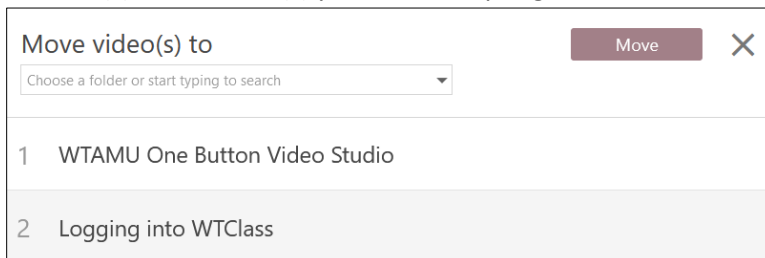 Move video(s) to
Move
Choose a folder or start typing to search
1 WTAMU One Button Video Studio
2 Logging into WTClass